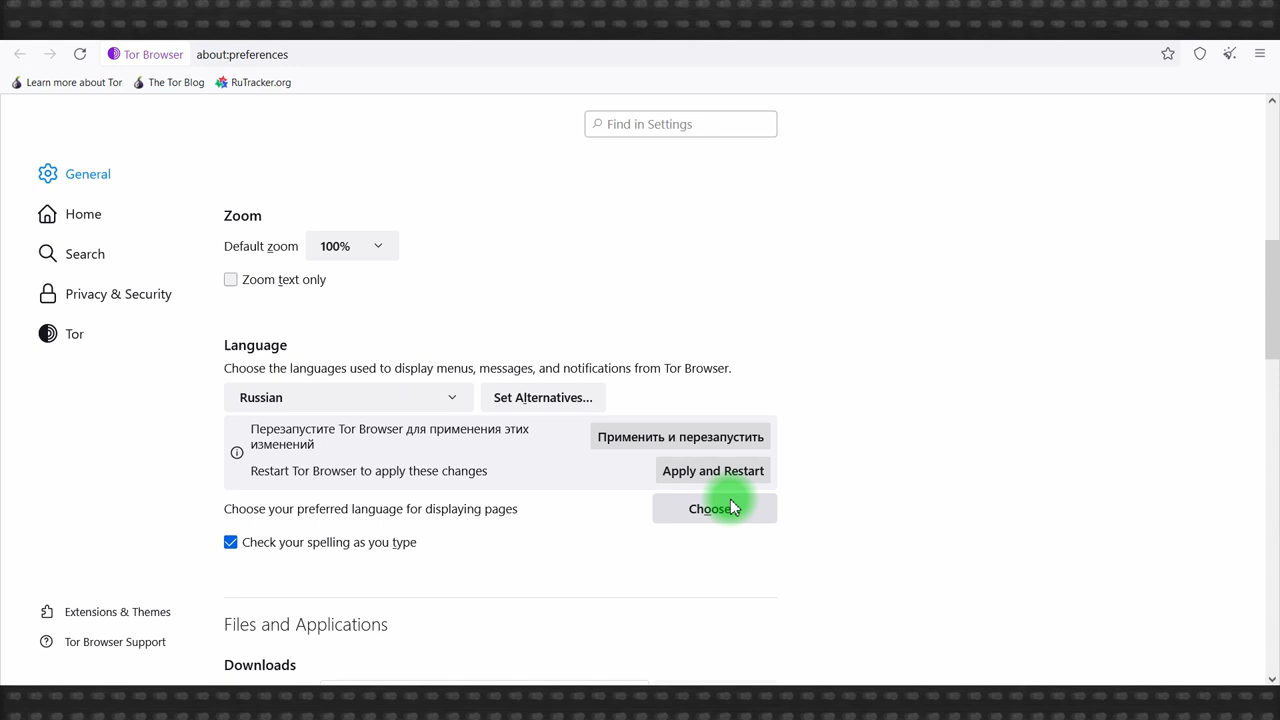 Tor Browser about:preferences
Learn more about Tor The Tor Blog RuTracker.org
Find in Settings
General
Home
Search
Privacy & Security
Tor
Extensions & Themes
Tor Browser Support
Zoom
Default zoom 100%
Zoom text only
Language
Choose the languages used to display menus, messages, and notifications from Tor Browser.
Russian Set Alternatives...
Перезапустите Tor Browser для применения этих
изменений
Применить и перезапустить
Restart Tor Browser to apply these changes Apply and Restart
Choose your preferred language for displaying pages Choose
Check your spelling as you type
Files and Applications
Downloads